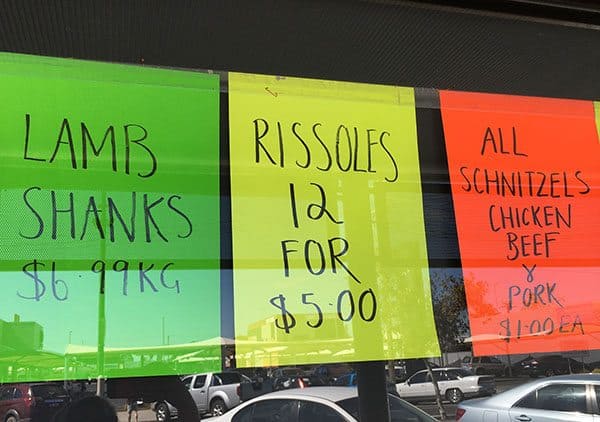 LAMB
SHANKS
$6.99KG
RISSOLES
12
FOR
$5.00
ALL
SCHNITZELS
CHICKEN
BEEF
&
PORK
$1.00 EA